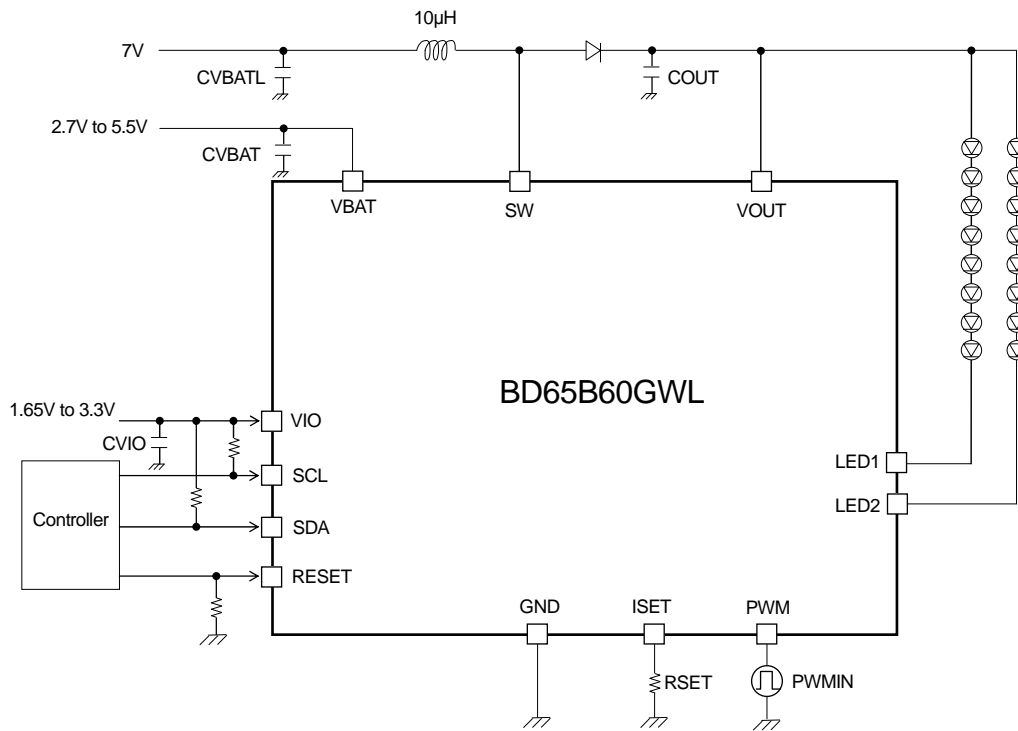 10µH
7V
CVBATL
COUT
2.7V to 5.5V
CVBAT
VBAT
SW
VOUT
BD65B60GWL
1.65V to 3.3V
VIO
CVIO
LED1
SCL
LED2
Controller
SDA
RESET
GND
ISET
PWM
RSET
PWMIN